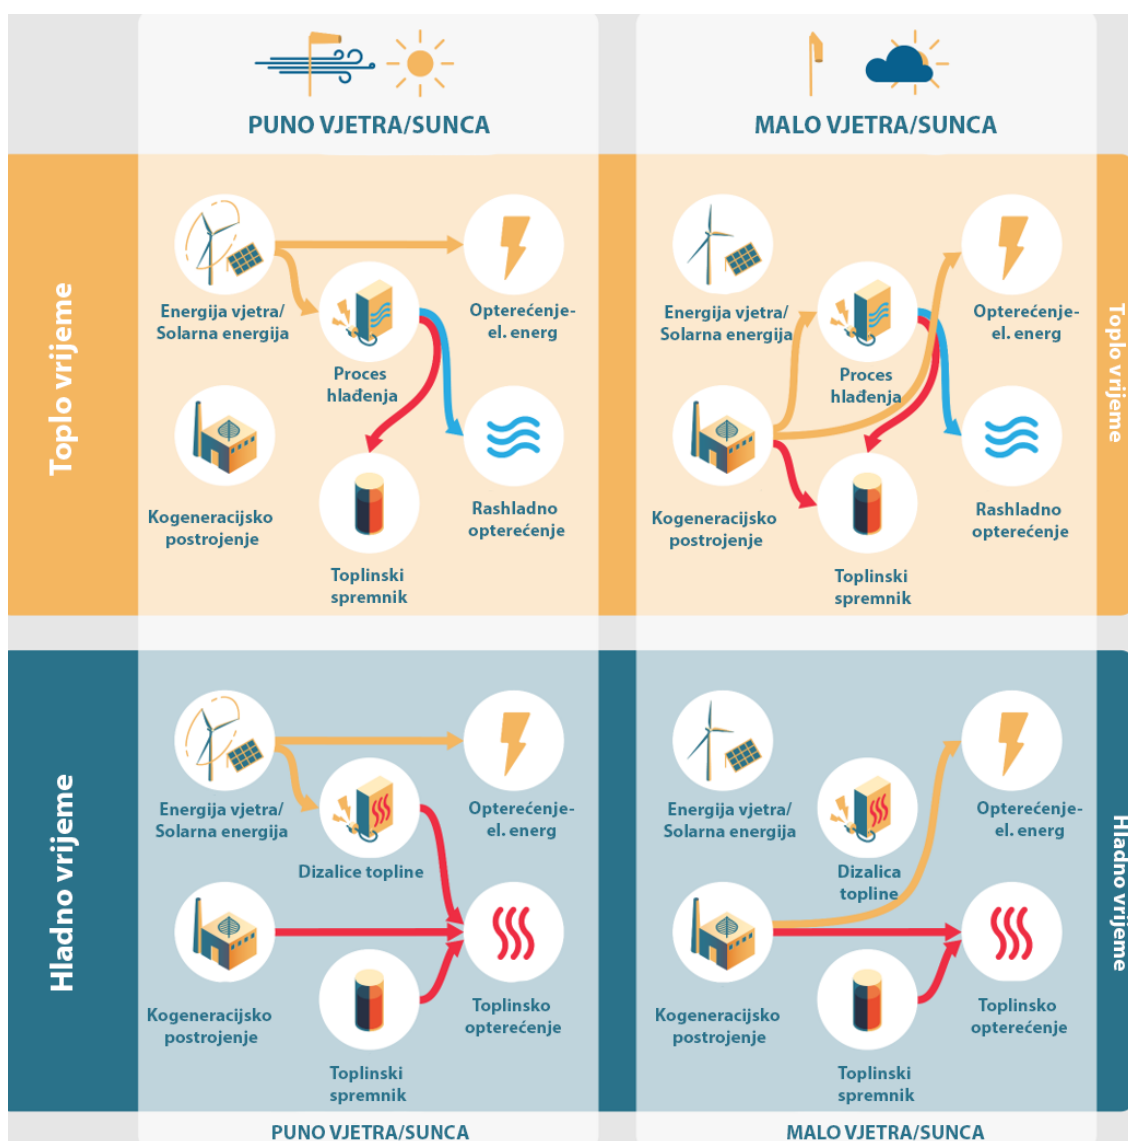 PUNO VJETRA/SUNCA
MALO VJETRA/SUNCA
Toplo vrijeme
Energija vjetra/
Solarna energija
Proces
hlađenja
Opterećenje-
el. energ
Kogeneracijsko
postrojenje
Toplinski
spremnik
Rashladno
opterećenje
Energija vjetra/
Solarna energija
Proces
hlađenja
Opterećenje-
el. energ
Kogeneracijsko
postrojenje
Toplinski
spremnik
Rashladno
opterećenje
Toplo vrijeme
Hladno vrijeme
Energija vjetra/
Solarna energija
Dizalice topline
Opterećenje-
el. energ
Kogeneracijsko
postrojenje
Toplinski
spremnik
Toplinsko
opterećenje
Energija vjetra/
Solarna energija
Dizalica
topline
Opterećenje-
el. energ
Kogeneracijsko
postrojenje
Toplinski
spremnik
Toplinsko
opterećenje
Hladno vrijeme
PUNO VJETRA/SUNCA
MALO VJETRA/SUNCA